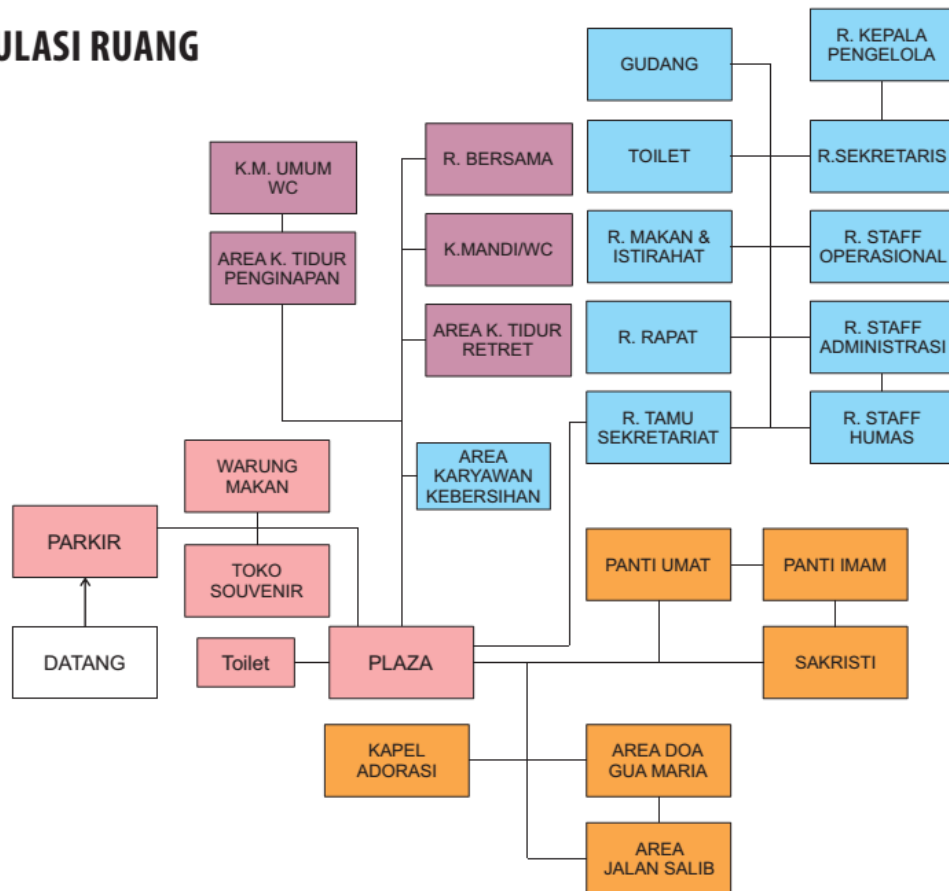 ULASI RUANG
GUDANG
R. KEPALA
PENGELOLA
K.M. UMUM
WC
R. BERSAMA
TOILET
R.SEKRETARIS
AREA K. TIDUR
PENGINAPAN
K.MANDI/WC
R. MAKAN &
ISTIRAHAT
R. STAFF
OPERASIONAL
AREA K. TIDUR
RETRET
R. RAPAT
R. STAFF
ADMINISTRASI
R. TAMU
SEKRETARIAT
R. STAFF
HUMAS
WARUNG
MAKAN
AREA
KARYAWAN
KEBERSIHAN
PARKIR
TOKO
SOUVENIR
PANTI UMAT
PANTI IMAM
DATANG
Toilet
PLAZA
SAKRISTI
KAPEL
ADORASI
AREA DOA
GUA MARIA
AREA
JALAN SALIB